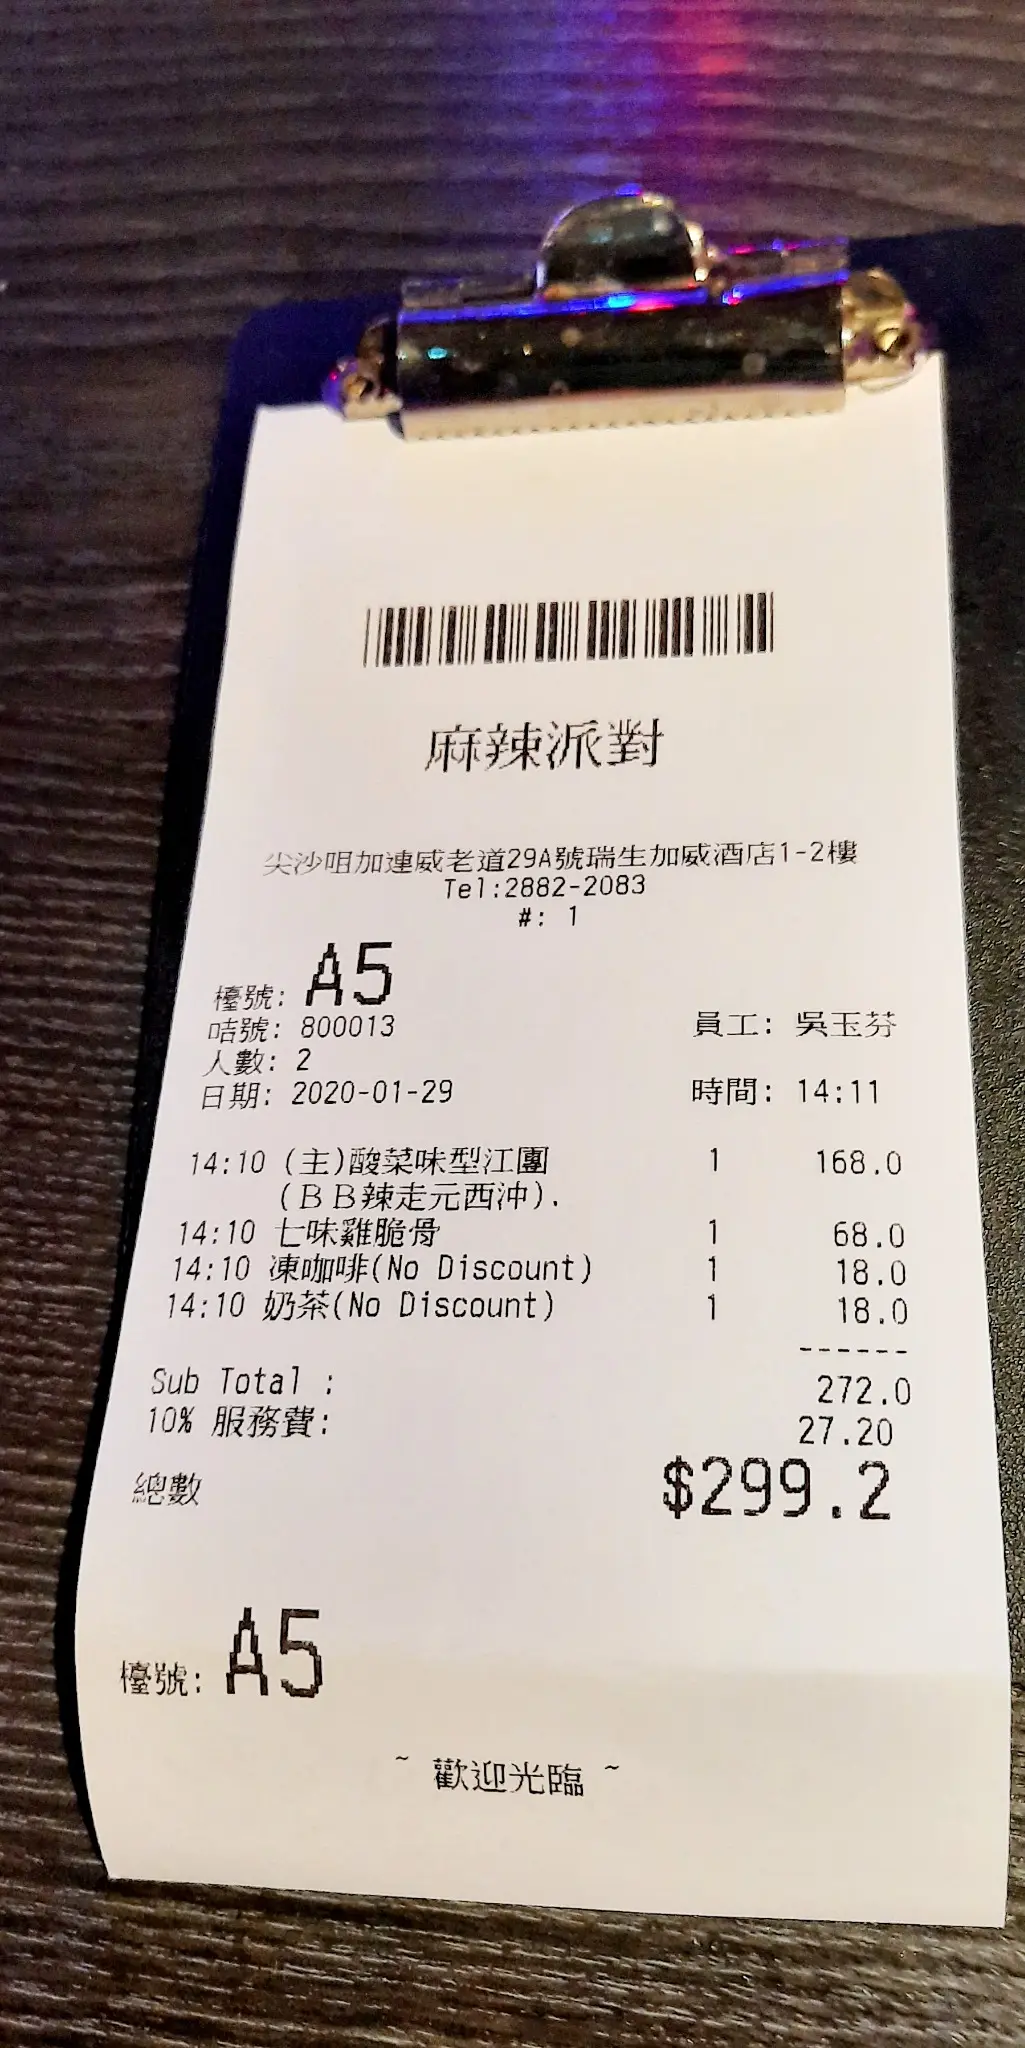 麻辣派對
尖沙咀加連威老道29A號瑞生加威酒店1-2樓
Tel:2882-2083
#: 1
檯號: A5
咭號: 800013 員工: 吳玉芬
人數: 2
日期: 2020-01-29 時間: 14:11
14:10 (主)酸菜味型江團 1 168.0
(ＢＢ辣走元西沖).
14:10 七味雞脆骨 1 68.0
14:10 凍咖啡(No Discount) 1 18.0
14:10 奶茶(No Discount) 1 18.0
------
Sub Total : 272.0
10% 服務費: 27.20
總數 $299.2
檯號: A5
~ 歡迎光臨 ~